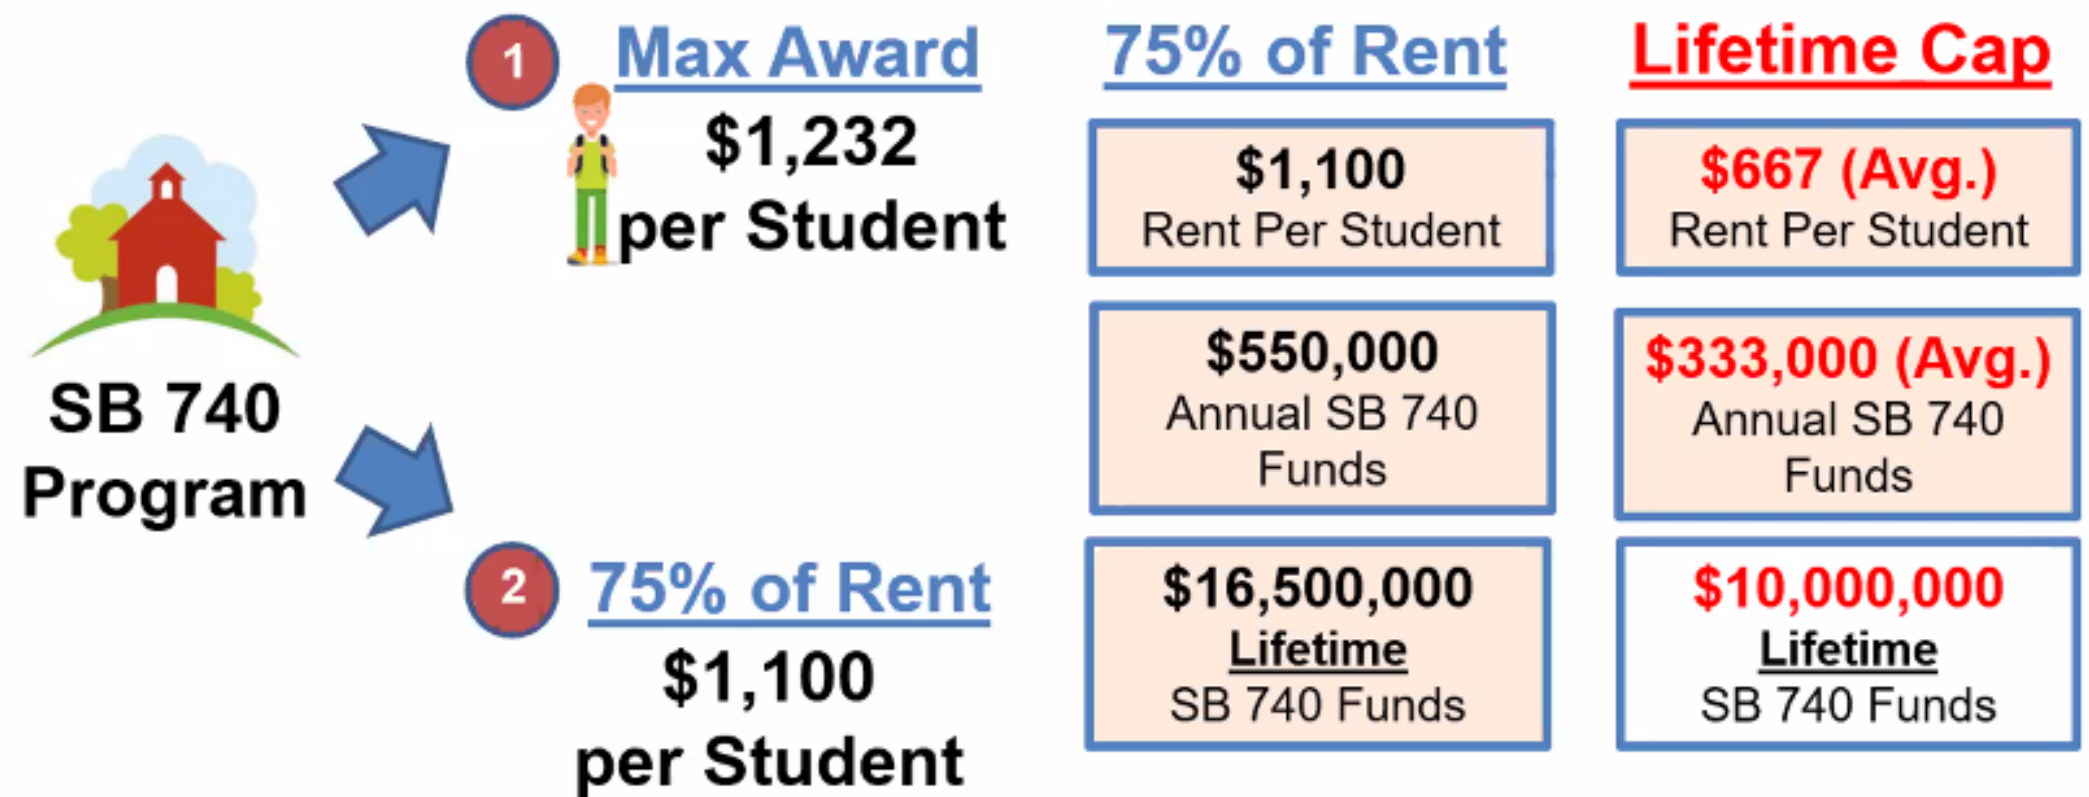 SB 740
Program
1
Max Award
$1,232
per Student
2
75% of Rent
$1,100
per Student
75% of Rent
$1,100
Rent Per Student
$550,000
Annual SB 740
Funds
$16,500,000
Lifetime
SB 740 Funds
Lifetime Cap
$667 (Avg.)
Rent Per Student
$333,000 (Avg.)
Annual SB 740
Funds
$10,000,000
Lifetime
SB 740 Funds